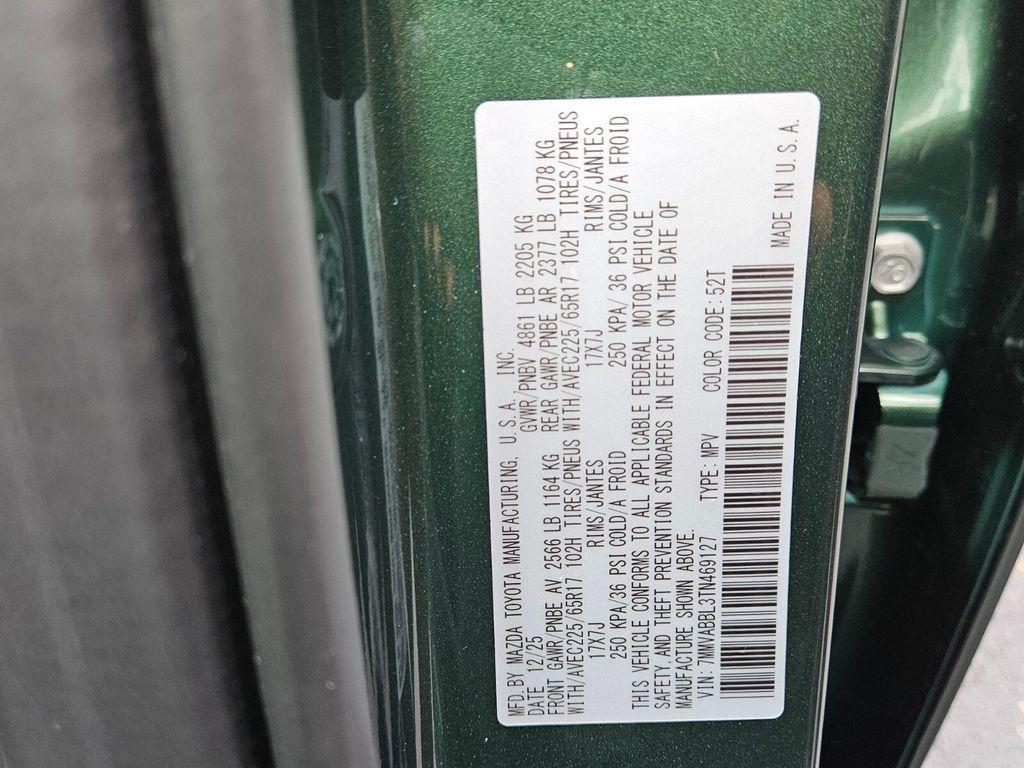 MFD. BY MAZDA TOYOTA MANUFACTURING, U. S. A. , INC.
DATE 12/25 GVWR/PNBV 4861 LB 2205 KG
FRONT GAWR/PNBE AV 2566 LB 1164 KG REAR GAWR/PNBE AR 2377 LB 1078 KG
WITH/AVEC225/65R17 102H TIRES/PNEUS WITH/AVEC225/65R17 102H TIRES/PNEUS
17X7J RIMS/JANTES 17X7J RIMS/JANTES
250 KPA/36 PSI COLD/A FROID 250 KPA/ 36 PSI COLD/A FROID
THIS VEHICLE CONFORMS TO ALL APPLICABLE FEDERAL MOTOR VEHICLE
SAFETY, AND THEFT PREVENTION STANDARDS IN EFFECT ON THE DATE OF
MANUFACTURE SHOWN ABOVE.
VIN: 7MMVABBL3TN469127 TYPE: MPV COLOR CODE: 52T
MADE IN U. S. A.